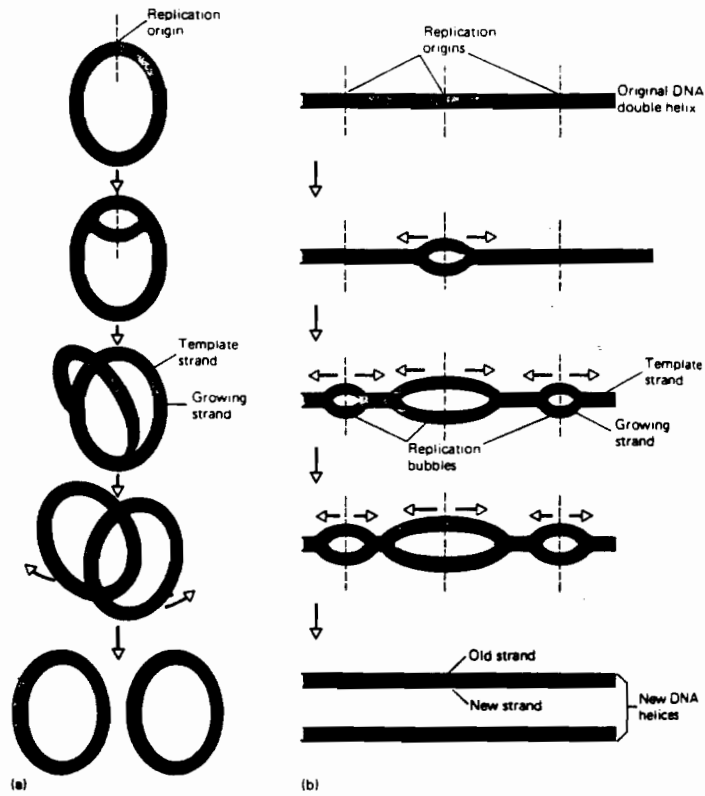 Replication
origin
Template
strand
Growing
strand
(a)
Replication
origins
Original DNA
double helix
Template
strand
Growing
strand
Replication
bubbles
Old strand
New strand
New DNA
helices
(b)